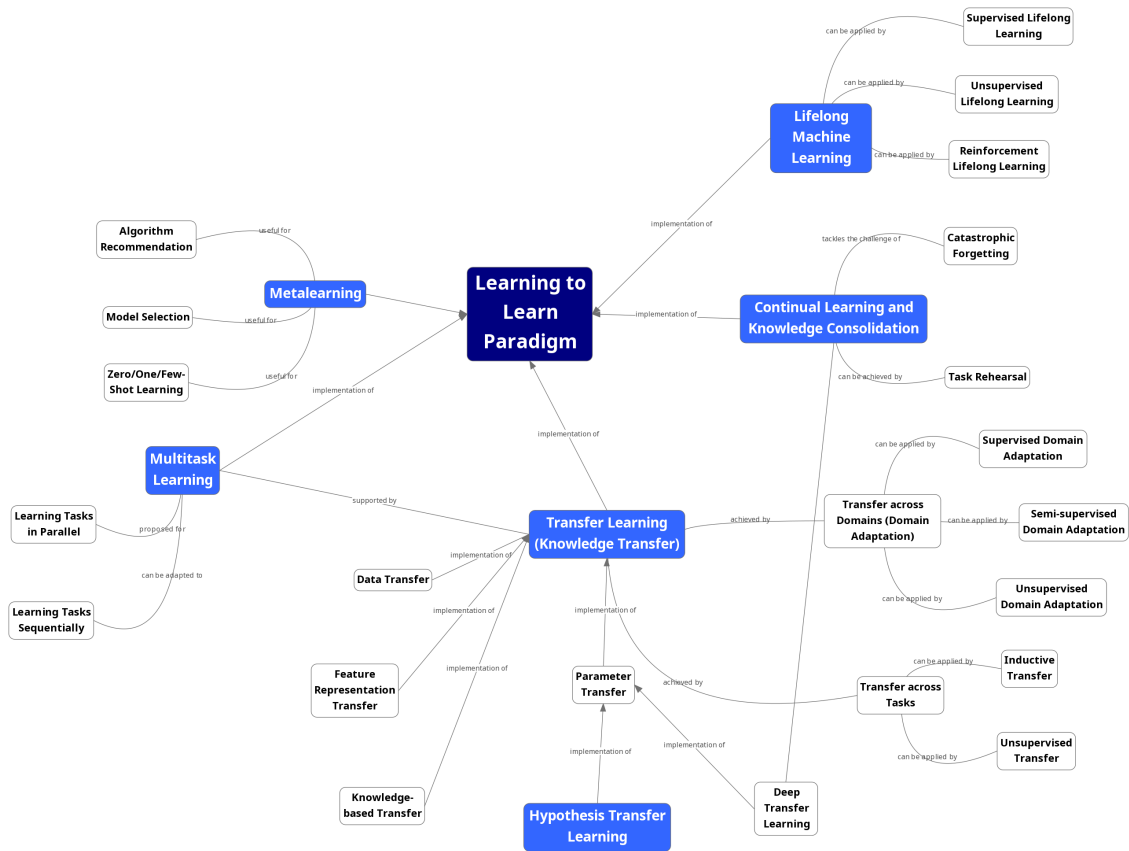 Supervised Lifelong
Learning
can be applied by
can be applied by
Unsupervised
Lifelong Learning
Lifelong
Machine
Learning
can be applied by
Reinforcement
Lifelong Learning
implementation of
Algorithm
Recommendation
useful for
tackles the challenge of
Catastrophic
Forgetting
Metalearning
Learning to
Learn
Paradigm
Continual Learning and
Knowledge Consolidation
implementation of
Model Selection
useful for
Zero/One/Few-
Shot Learning
useful for
implementation of
can be achieved by
Task Rehearsal
implementation of
can be applied by
Supervised Domain
Adaptation
Multitask
Learning
supported by
Learning Tasks
in Parallel
proposed for
Transfer Learning
(Knowledge Transfer)
achieved by
Transfer across
Domains (Domain
Adaptation)
can be applied by
Semi-supervised
Domain Adaptation
implementation of
Data Transfer
can be adapted to
can be applied by
Unsupervised
Domain Adaptation
Learning Tasks
Sequentially
implementation of
implementation of
implementation of
Feature
Representation
Transfer
Parameter
Transfer
achieved by
Transfer across
Tasks
can be applied by
Inductive
Transfer
implementation of
implementation of
can be applied by
Unsupervised
Transfer
Knowledge-
based Transfer
Hypothesis Transfer
Learning
Deep
Transfer
Learning